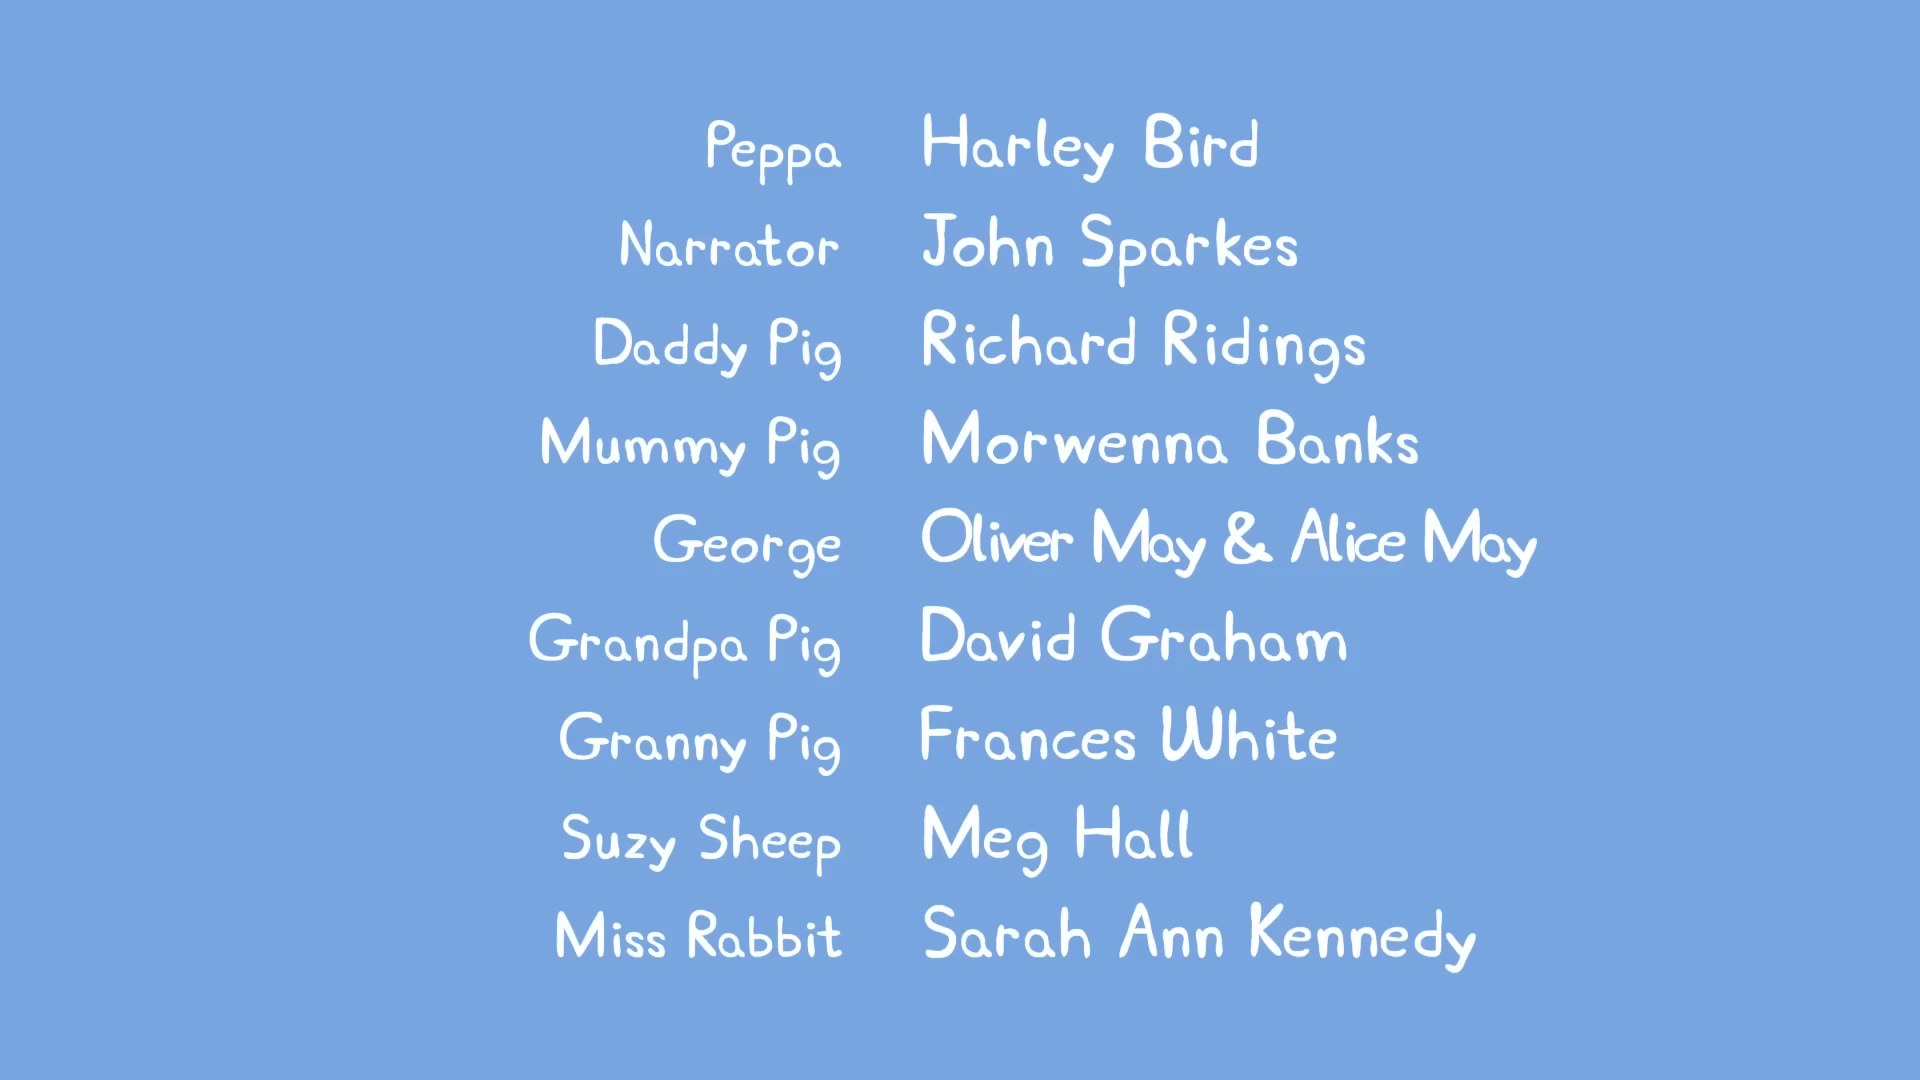 Peppa Harley Bird
Narrator John Sparkes
Daddy Pig Richard Ridings
Mummy Pig Morwenna Banks
George Oliver May & Alice May
Grandpa Pig David Graham
Granny Pig Frances White
Suzy Sheep Meg Hall
Miss Rabbit Sarah Ann Kennedy